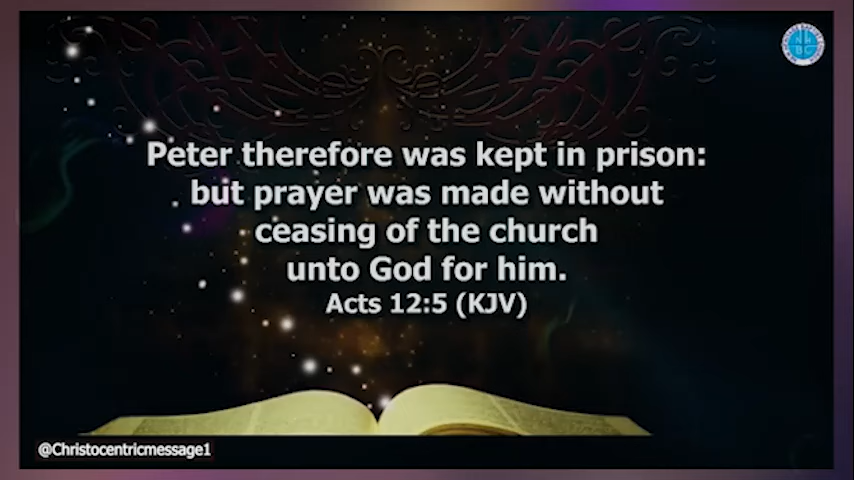 Peter therefore was kept in prison:
but prayer was made without
ceasing of the church
unto God for him.
Acts 12:5 (KJV)
@Christocentricmessage1